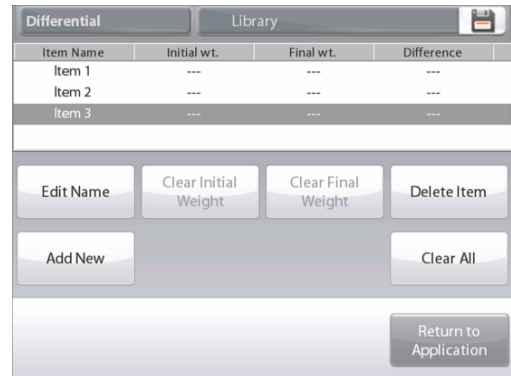 Differential Library
Item Name Initial wt. Final wt. Difference
Item 1 --- --- ---
Item 2 --- --- ---
Item 3 --- --- ---
Edit Name
Clear Initial
Weight
Clear Final
Weight
Delete Item
Add New
Clear All
Return to
Application